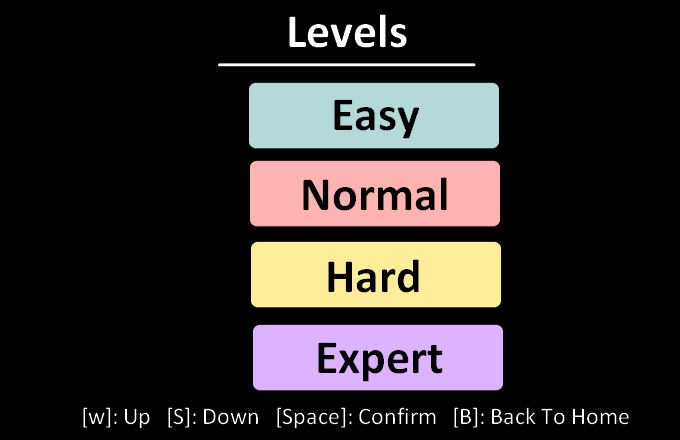 Levels
Easy
Normal
Hard
Expert
[w]: Up [S]: Down [Space]: Confirm [B]: Back To Home